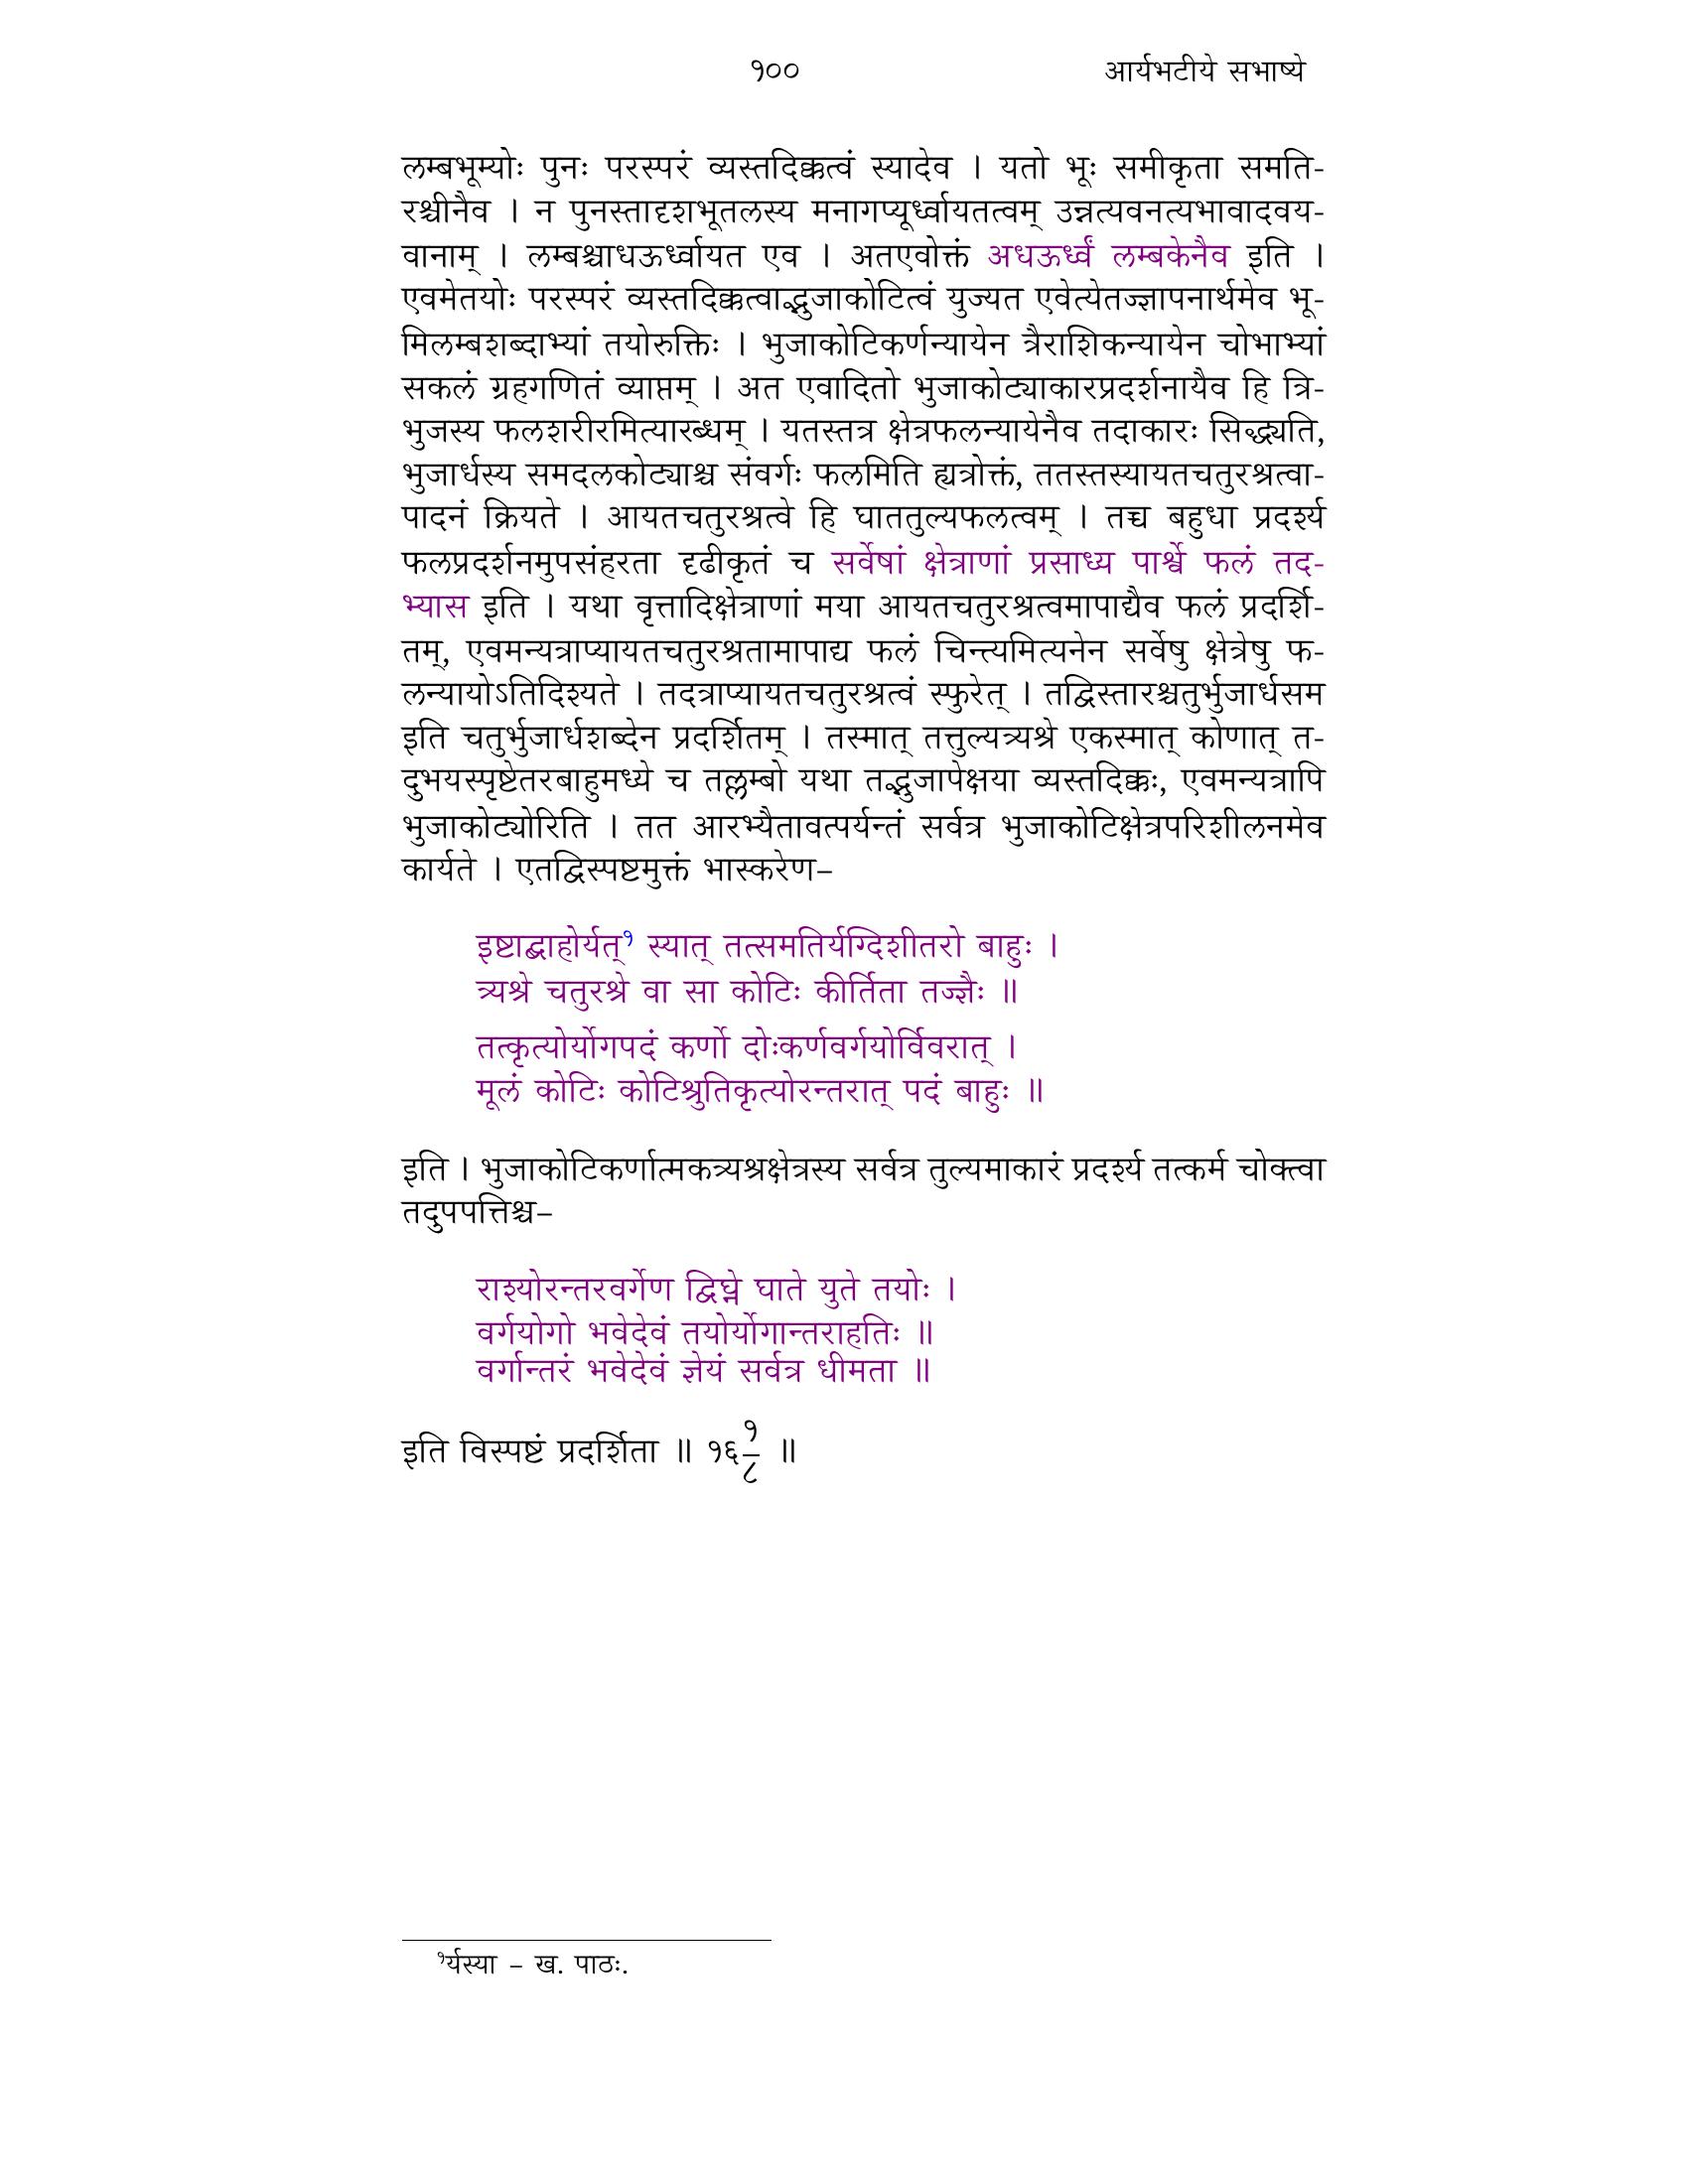 १०० आर्यभटीये सभाष्ये
लम्बभूम्योः पुनः परस्परं व्यस्तदिक्कत्वं स्यादेव । यतो भूः समीकृता समति-
रश्चीनैव । न पुनस्तादृशभूतलस्य मनागप्यूर्ध्वायतत्वम् उन्नत्यवनत्यभावादवय-
वानाम् । लम्बश्चाधऊर्ध्वायत एव । अतएवोक्तं अधऊर्ध्वं लम्बकेनैव इति ।
एवमेतयोः परस्परं व्यस्तदिक्कत्वाद्भुजाकोटित्वं युज्यत एवेत्येतज्ज्ञापनार्थमेव भू-
मिलम्बशब्दाभ्यां तयोरुक्तिः । भुजाकोटिकर्णन्यायेन त्रैराशिकन्यायेन चोभाभ्यां
सकलं ग्रहगणितं व्याप्तम् । अत एवादितो भुजाकोट्याकारप्रदर्शनायैव हि त्रि-
भुजस्य फलशरीरमित्यारब्धम् । यतस्तत्र क्षेत्रफलन्यायेनैव तदाकारः सिद्ध्यति,
भुजार्धस्य समदलकोट्याश्च संवर्गः फलमिति ह्यत्रोक्तं, ततस्तस्यायतचतुरश्रत्वा-
पादनं क्रियते । आयतचतुरश्रत्वे हि घाततुल्यफलत्वम् । तच्च बहुधा प्रदर्श्य
फलप्रदर्शनमुपसंहरता दृढीकृतं च सर्वेषां क्षेत्राणां प्रसाध्य पार्श्वे फलं तद-
भ्यास इति । यथा वृत्तादिक्षेत्राणां मया आयतचतुरश्रत्वमापाद्यैव फलं प्रदर्शि-
तम्, एवमन्यत्राप्यायतचतुरश्रतामापाद्य फलं चिन्त्यमित्यनेन सर्वेषु क्षेत्रेषु फ-
लन्यायोऽतिदिश्यते । तदत्राप्यायतचतुरश्रत्वं स्फुरेत् । तद्विस्तारश्चतुर्भुजार्धसम
इति चतुर्भुजार्धशब्देन प्रदर्शितम् । तस्मात् तत्तुल्यत्र्यश्रे एकस्मात् कोणात् त-
दुभयस्पृष्टेतरबाहुमध्ये च तल्लम्बो यथा तद्भुजापेक्षया व्यस्तदिक्कः, एवमन्यत्रापि
भुजाकोट्योरिति । तत आरभ्यैतावत्पर्यन्तं सर्वत्र भुजाकोटिक्षेत्रपरिशीलनमेव
कार्यते । एतद्विस्पष्टमुक्तं भास्करेण–
इष्टाद्बाहोर्यत्१ स्यात् तत्समतिर्यग्दिशीतरो बाहुः ।
त्र्यश्रे चतुरश्रे वा सा कोटिः कीर्तिता तज्ज्ञैः ॥
तत्कृत्योर्योगपदं कर्णो दोःकर्णवर्गयोर्विवरात् ।
मूलं कोटिः कोटिश्रुतिकृत्योरन्तरात् पदं बाहुः ॥
इति । भुजाकोटिकर्णात्मकत्र्यश्रक्षेत्रस्य सर्वत्र तुल्यमाकारं प्रदर्श्य तत्कर्म चोक्त्वा
तदुपपत्तिश्च–
राश्योरन्तरवर्गेण द्विघ्ने घाते युते तयोः ।
वर्गयोगो भवेदेवं तयोर्योगान्तराहतिः ॥
वर्गान्तरं भवेदेवं ज्ञेयं सर्वत्र धीमता ॥
इति विस्पष्टं प्रदर्शिता ॥ १६१/८ ॥
१र्यस्या – ख. पाठः.